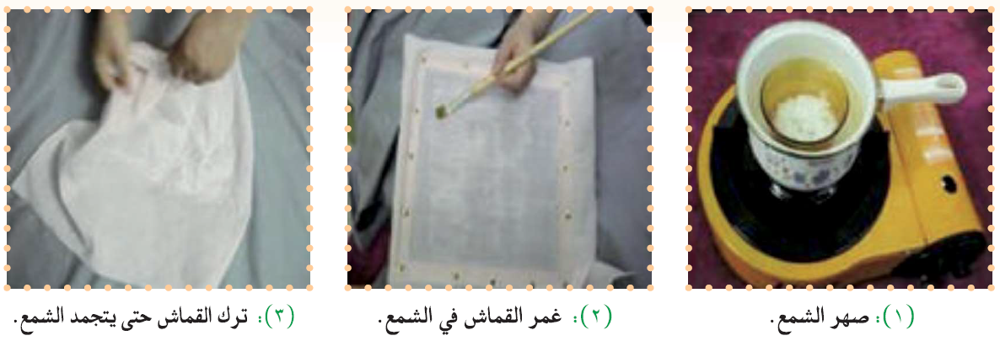 (١): صهر الشمع.
(٢): غمر القماش في الشمع.
(٣): ترك القماش حتى يتجمد الشمع.